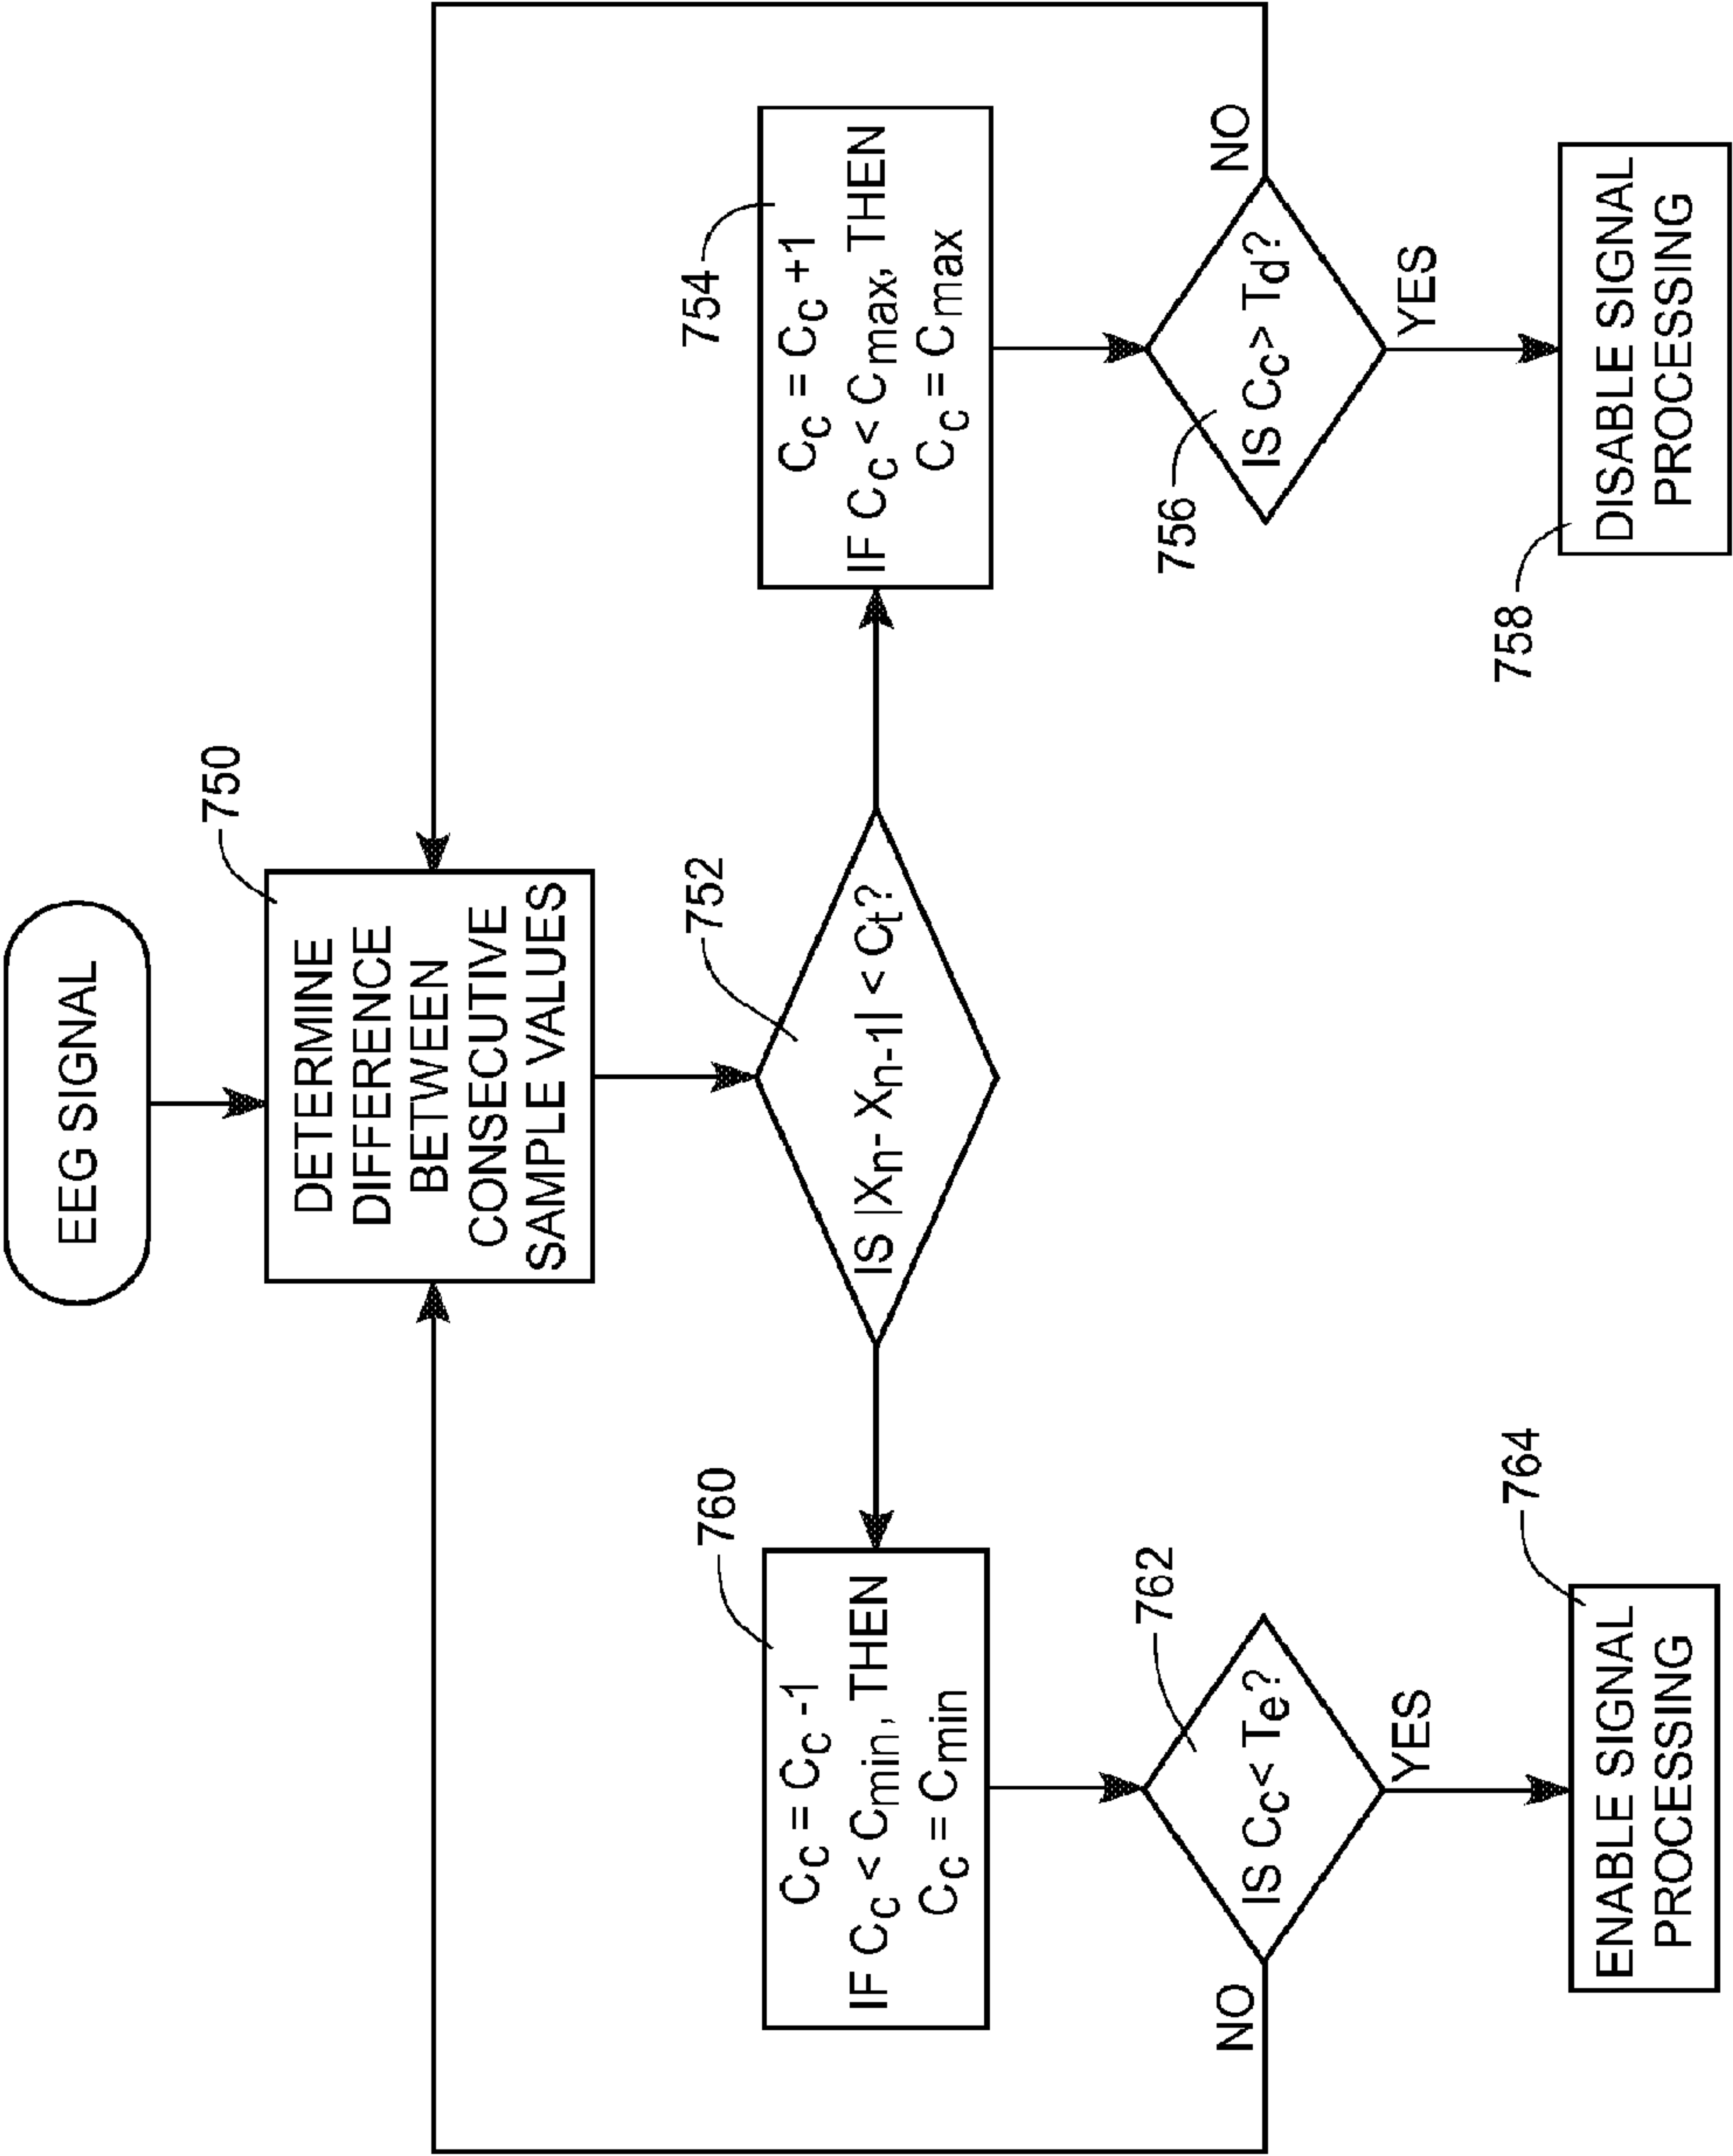 EEG SIGNAL
750
DETERMINE
DIFFERENCE
BETWEEN
CONSECUTIVE
SAMPLE VALUES
752
IS |Xn- Xn-1| < Ct?
760
Cc = Cc -1
IF Cc < Cmin, THEN
Cc = Cmin
754
Cc = Cc +1
IF Cc < Cmax, THEN
Cc = Cmax
762
IS Cc < Te?
NO
YES
756
IS Cc > Td?
NO
YES
764
ENABLE SIGNAL
PROCESSING
758
DISABLE SIGNAL
PROCESSING